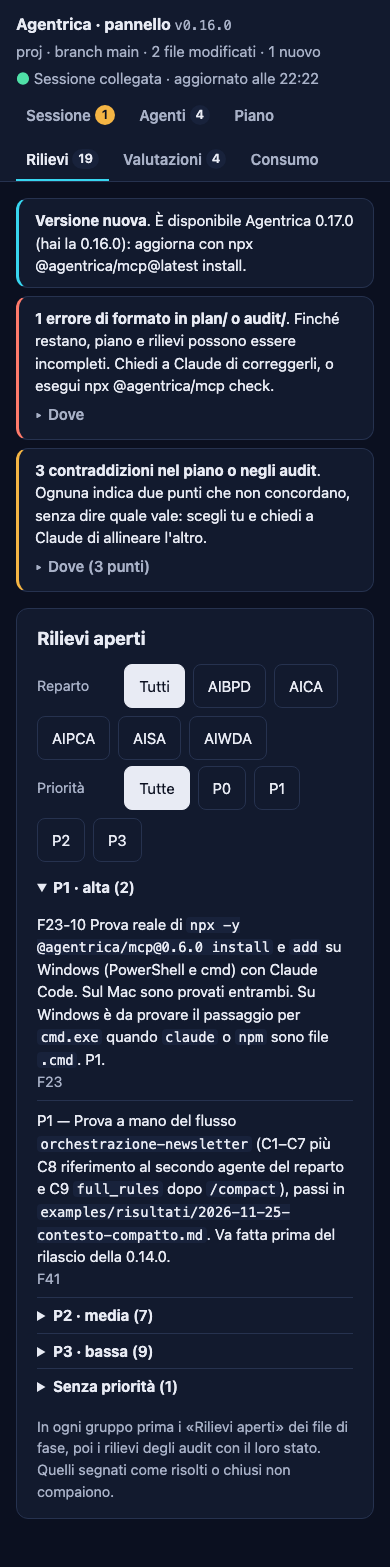 Agentrica · pannello v0.16.0
proj · branch main · 2 file modificati · 1 nuovo
Sessione collegata · aggiornato alle 22:22
Sessione 1 Agenti 4 Piano
Rilievi 19 Valutazioni 4 Consumo
Versione nuova. È disponibile Agentrica 0.17.0
(hai la 0.16.0): aggiorna con npx
@agentrica/mcp@latest install.
1 errore di formato in plan/ o audit/. Finché
restano, piano e rilievi possono essere
incompleti. Chiedi a Claude di correggerli, o
esegui npx @agentrica/mcp check.
▸ Dove
3 contraddizioni nel piano o negli audit.
Ognuna indica due punti che non concordano,
senza dire quale vale: scegli tu e chiedi a
Claude di allineare l'altro.
▸ Dove (3 punti)
Rilievi aperti
Reparto Tutti AIBPD AICA
AIPCA AISA AIWDA
Priorità Tutte P0 P1
P2 P3
▼ P1 · alta (2)
F23-10 Prova reale di npx -y
@agentrica/mcp@0.6.0 install e add su
Windows (PowerShell e cmd) con Claude
Code. Sul Mac sono provati entrambi. Su
Windows è da provare il passaggio per
cmd.exe quando claude o npm sono file
.cmd. P1.
F23
P1 — Prova a mano del flusso
orchestrazione-newsletter (C1–C7 più
C8 riferimento al secondo agente del reparto
e C9 full_rules dopo /compact), passi in
examples/risultati/2026-11-25-
contesto-compatto.md. Va fatta prima del
rilascio della 0.14.0.
F41
▶ P2 · media (7)
▶ P3 · bassa (9)
▶ Senza priorità (1)
In ogni gruppo prima i «Rilievi aperti» dei file di
fase, poi i rilievi degli audit con il loro stato.
Quelli segnati come risolti o chiusi non
compaiono.